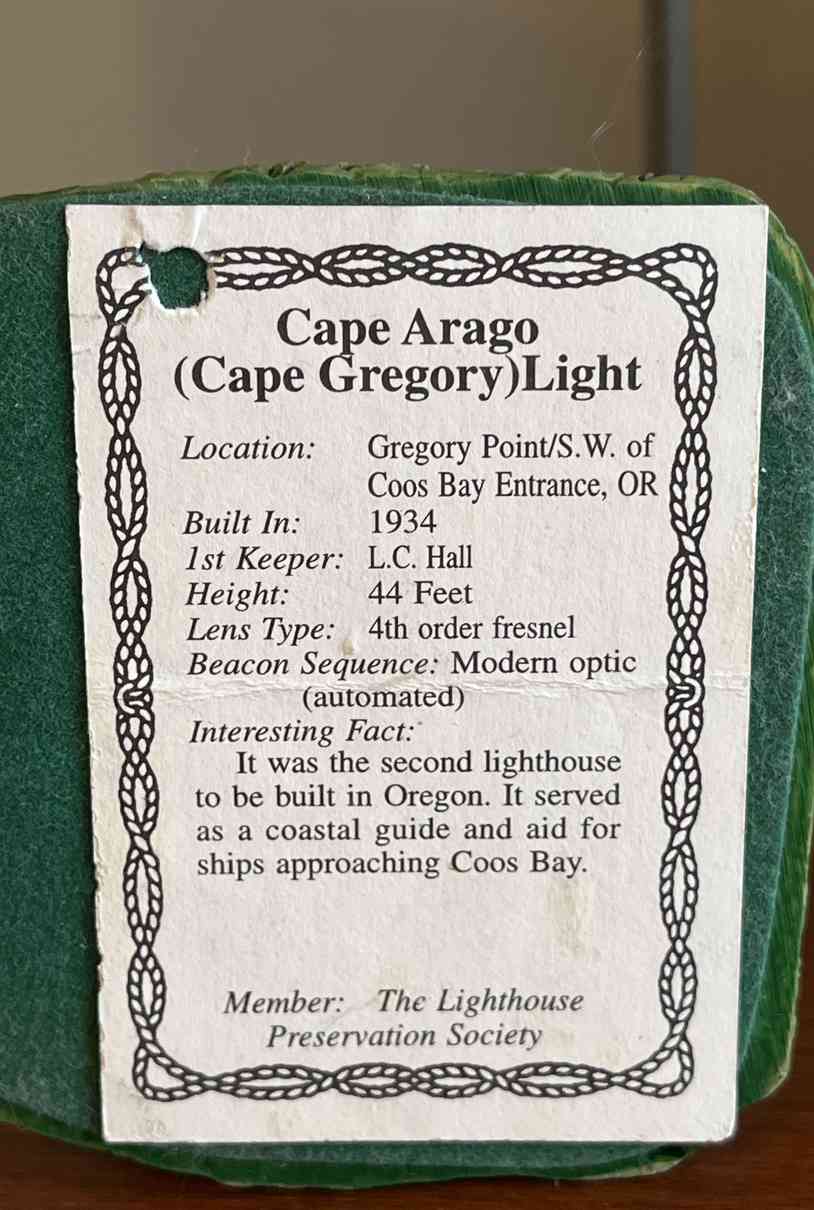 Cape Arago
(Cape Gregory)Light
Location: Gregory Point/S.W. of
Coos Bay Entrance, OR
Built In: 1934
1st Keeper: L.C. Hall
Height: 44 Feet
Lens Type: 4th order fresnel
Beacon Sequence: Modern optic
(automated)
Interesting Fact:
It was the second lighthouse
to be built in Oregon. It served
as a coastal guide and aid for
ships approaching Coos Bay.
Member: The Lighthouse
Preservation Society